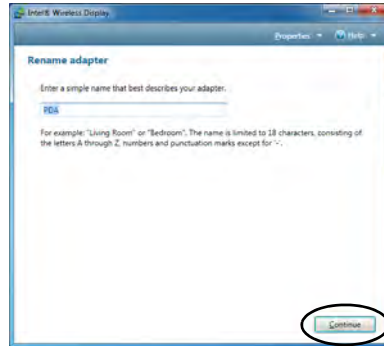 Intel® Wireless Display
Properties Help
Rename adapter
Enter a simple name that best describes your adapter.
PDA
For example: "Living Room" or "Bedroom". The name is limited to 18 characters, consisting of
the letters A through Z, numbers and punctuation marks except for '-'.
Continue